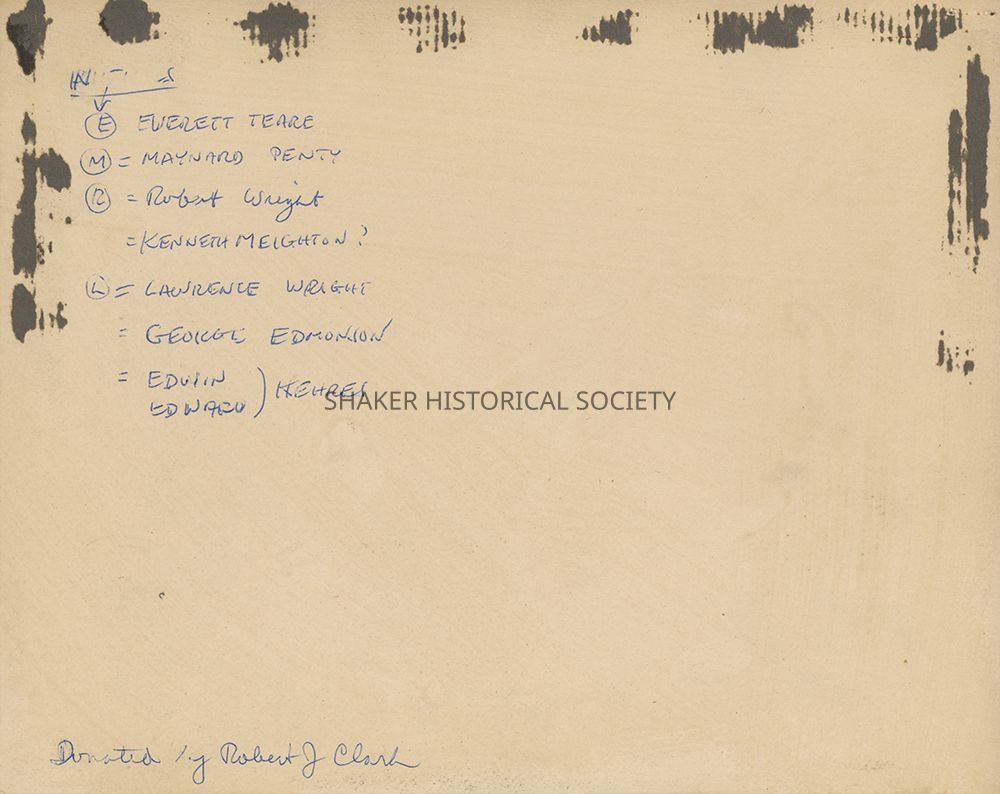 (E) EVERETT TEARE
(M) = MAYNARD PENTY
(R) = Robert Wright
= KENNETH MEIGHTON?
(L) = LAWRENCE WRIGHT
= GEORGE EDMONSON
= EDWIN
EDWARD ) KEHRES
SHAKER HISTORICAL SOCIETY
Donated by Robert J Clark